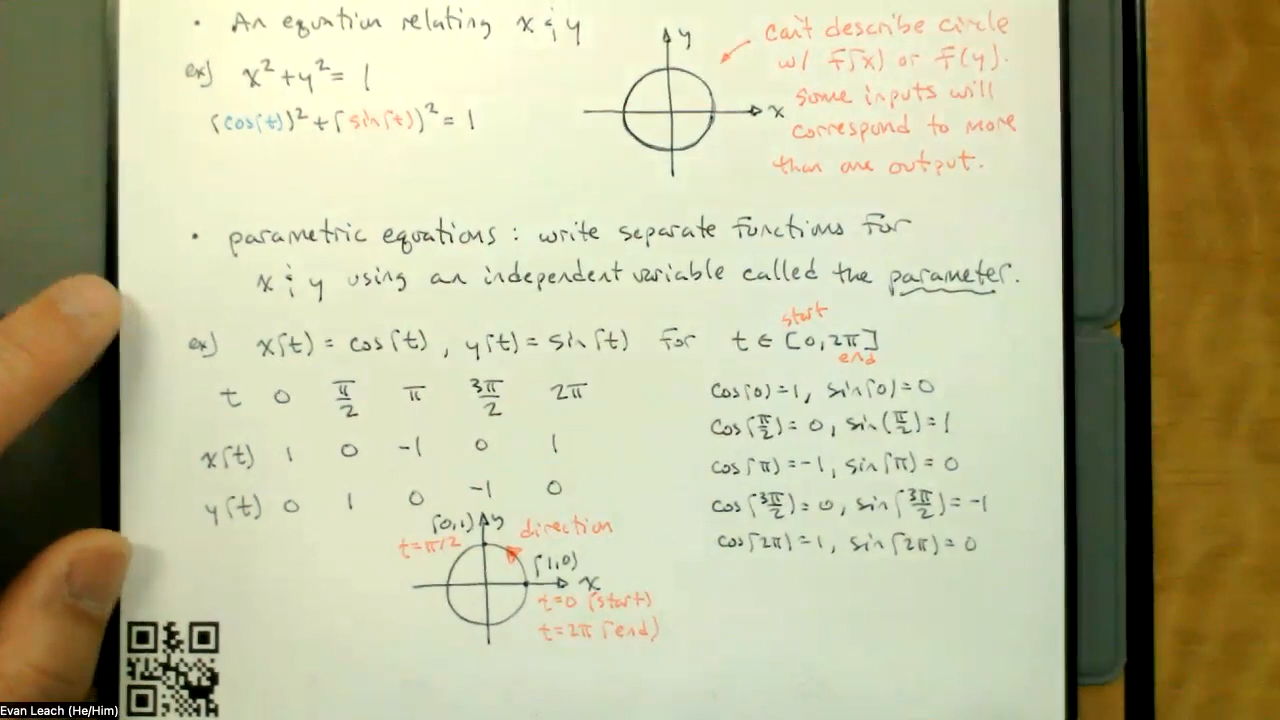 • An equation relating x & y
ex) x² + y² = 1
(cos(t))² + (sin(t))² = 1
y
x
can't describe circle
w/ f(x) or f(y).
some inputs will
correspond to more
than one output.
• parametric equations : write separate functions for
x & y using an independent variable called the parameter.
ex) x(t) = cos(t) , y(t) = sin(t) for t ∈ [0, 2π]
start
end
t 0 π/2 π 3π/2 2π
x(t) 1 0 -1 0 1
y(t) 0 1 0 -1 0
cos(0) = 1, sin(0) = 0
cos(π/2) = 0, sin(π/2) = 1
cos(π) = -1, sin(π) = 0
cos(3π/2) = 0, sin(3π/2) = -1
cos(2π) = 1, sin(2π) = 0
(0,1) y direction
t=π/2
(1,0)
x
t=0 (start)
t=2π (end)
Evan Leach (He/Him)